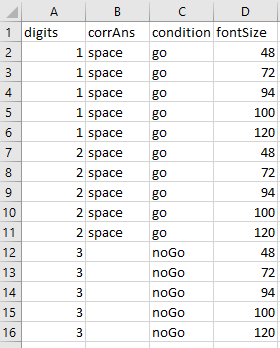 A B C D
1 digits corrAns condition fontSize
2 1 space go 48
3 1 space go 72
4 1 space go 94
5 1 space go 100
6 1 space go 120
7 2 space go 48
8 2 space go 72
9 2 space go 94
10 2 space go 100
11 2 space go 120
12 3 noGo 48
13 3 noGo 72
14 3 noGo 94
15 3 noGo 100
16 3 noGo 120